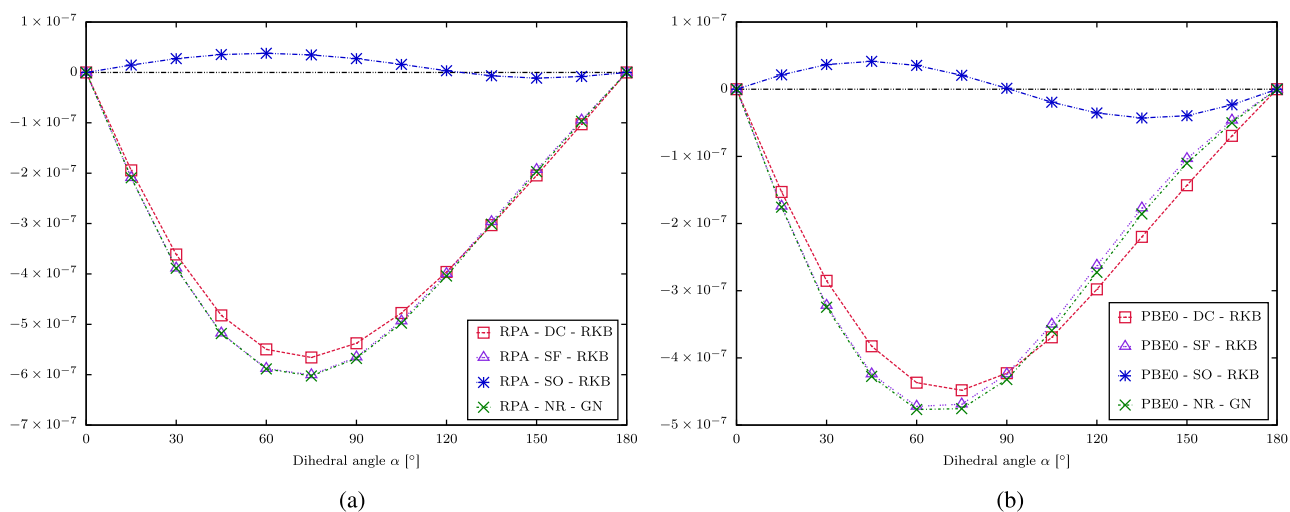 1 × 10⁻⁷
0
−1 × 10⁻⁷
−2 × 10⁻⁷
−3 × 10⁻⁷
−4 × 10⁻⁷
−5 × 10⁻⁷
−6 × 10⁻⁷
−7 × 10⁻⁷
0 30 60 90 120 150 180
Dihedral angle α [°]
RPA - DC - RKB
RPA - SF - RKB
RPA - SO - RKB
RPA - NR - GN
(a)
1 × 10⁻⁷
0
−1 × 10⁻⁷
−2 × 10⁻⁷
−3 × 10⁻⁷
−4 × 10⁻⁷
−5 × 10⁻⁷
0 30 60 90 120 150 180
Dihedral angle α [°]
PBE0 - DC - RKB
PBE0 - SF - RKB
PBE0 - SO - RKB
PBE0 - NR - GN
(b)